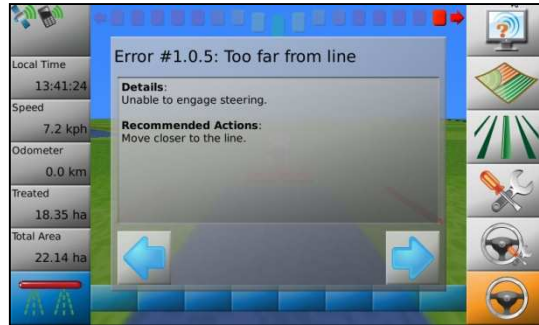 Error #1.0.5: Too far from line
Details:
Unable to engage steering.
Recommended Actions:
Move closer to the line.
Local Time
13:41:24
Speed
7.2 kph
Odometer
0.0 km
Treated
18.35 ha
Total Area
22.14 ha
?